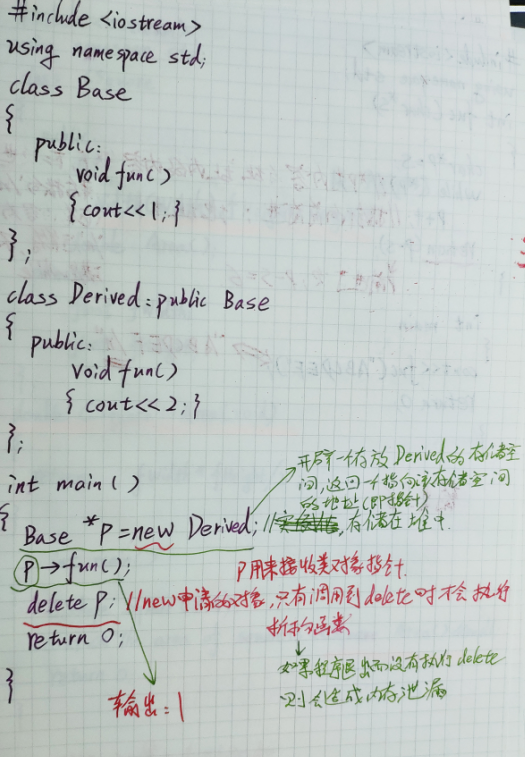 #include <iostream>
using namespace std;
class Base
{
public:
void fun()
{cout<<1;}
};
class Derived: public Base
{
public:
void fun()
{ cout<<2;}
};
int main()
{
Base *P=new Derived; // 存储在堆中.
开辟一个存放Derived的存储空
间,返回一个指向该存储空间
的地址(即指针)
P→fun();
P用来接收类对象指针.
delete P; //new申请的对象,只有调用到delete时才会执行
析构函数
return 0;
如果程序退出而没有执行delete
则会造成内存泄漏
}
输出:1